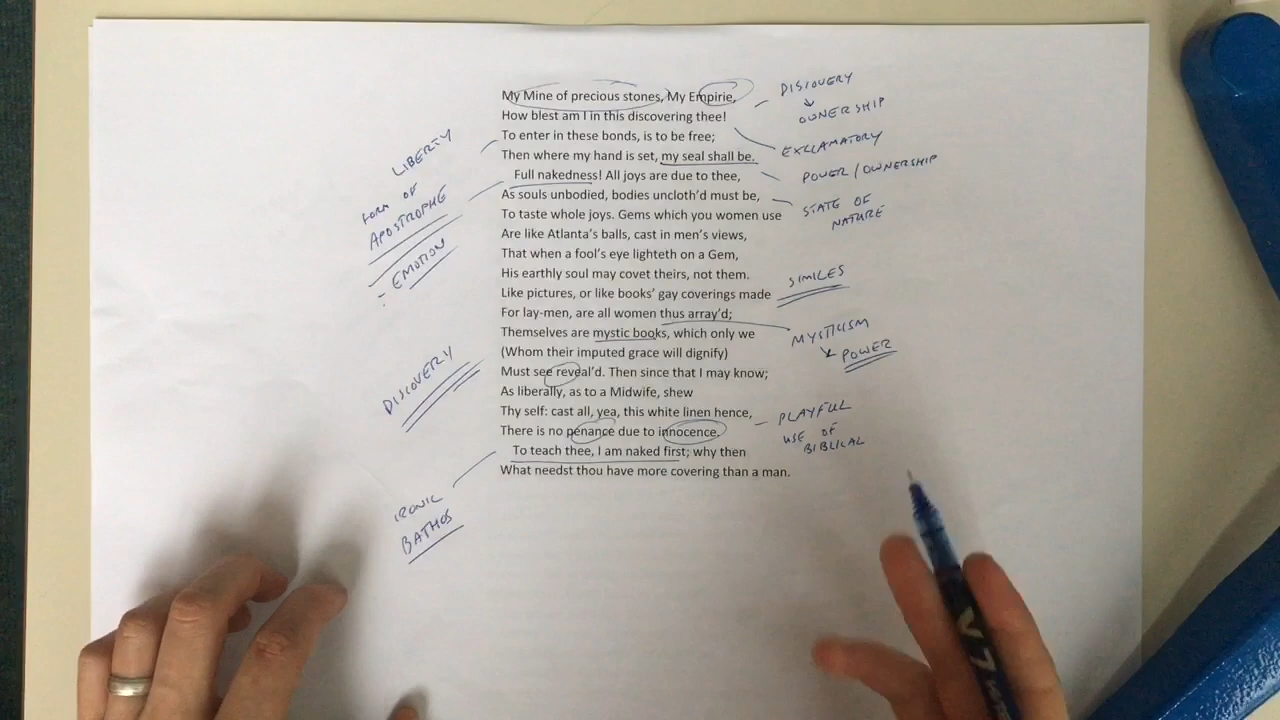 My Mine of precious stones, My Empirie,
How blest am I in this discovering thee!
To enter in these bonds, is to be free;
Then where my hand is set, my seal shall be.
Full nakedness! All joys are due to thee,
As souls unbodied, bodies uncloth’d must be,
To taste whole joys. Gems which you women use
Are like Atlanta’s balls, cast in men’s views,
That when a fool’s eye lighteth on a Gem,
His earthly soul may covet theirs, not them.
Like pictures, or like books’ gay coverings made
For lay-men, are all women thus array’d;
Themselves are mystic books, which only we
(Whom their imputed grace will dignify)
Must see reveal’d. Then since that I may know;
As liberally, as to a Midwife, shew
Thy self: cast all, yea, this white linen hence,
There is no penance due to innocence.
To teach thee, I am naked first; why then
What needst thou have more covering than a man.
LIBERTY
FORM OF
APOSTROPHE
= EMOTION
DISCOVERY
IRONIC
BATHOS
DISCOVERY
OWNERSHIP
EXCLAMATORY
POWER / OWNERSHIP
STATE OF
NATURE
SIMILES
MYSTICISM
POWER
PLAYFUL
USE OF
BIBLICAL
V7